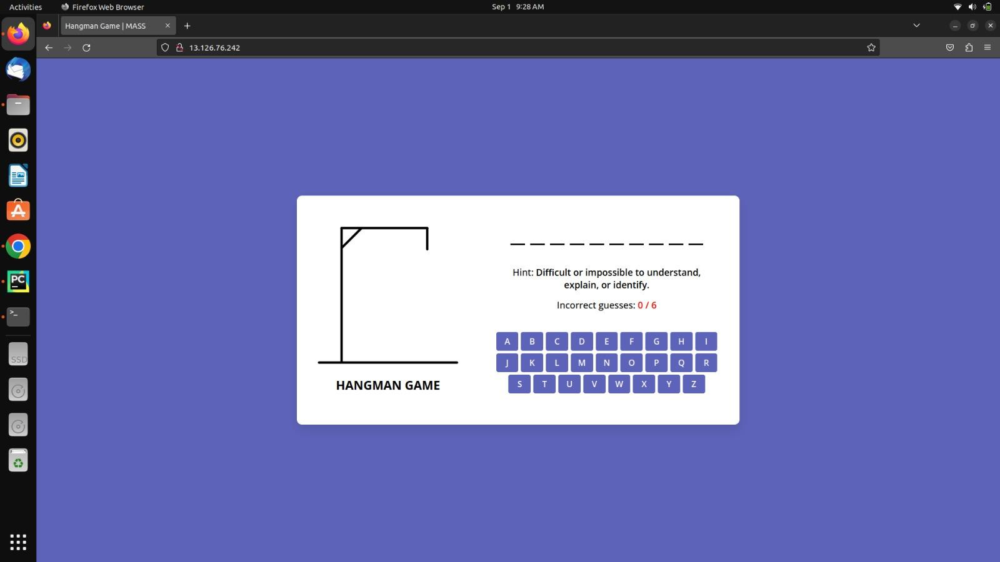 Activities
Firefox Web Browser
Sep 1 9:28 AM
Hangman Game | MASS
13.126.76.242
Hint: Difficult or impossible to understand,
explain, or identify.
Incorrect guesses: 0 / 6
A B C D E F G H I
J K L M N O P Q R
S T U V W X Y Z
HANGMAN GAME
PC
>_
SSD